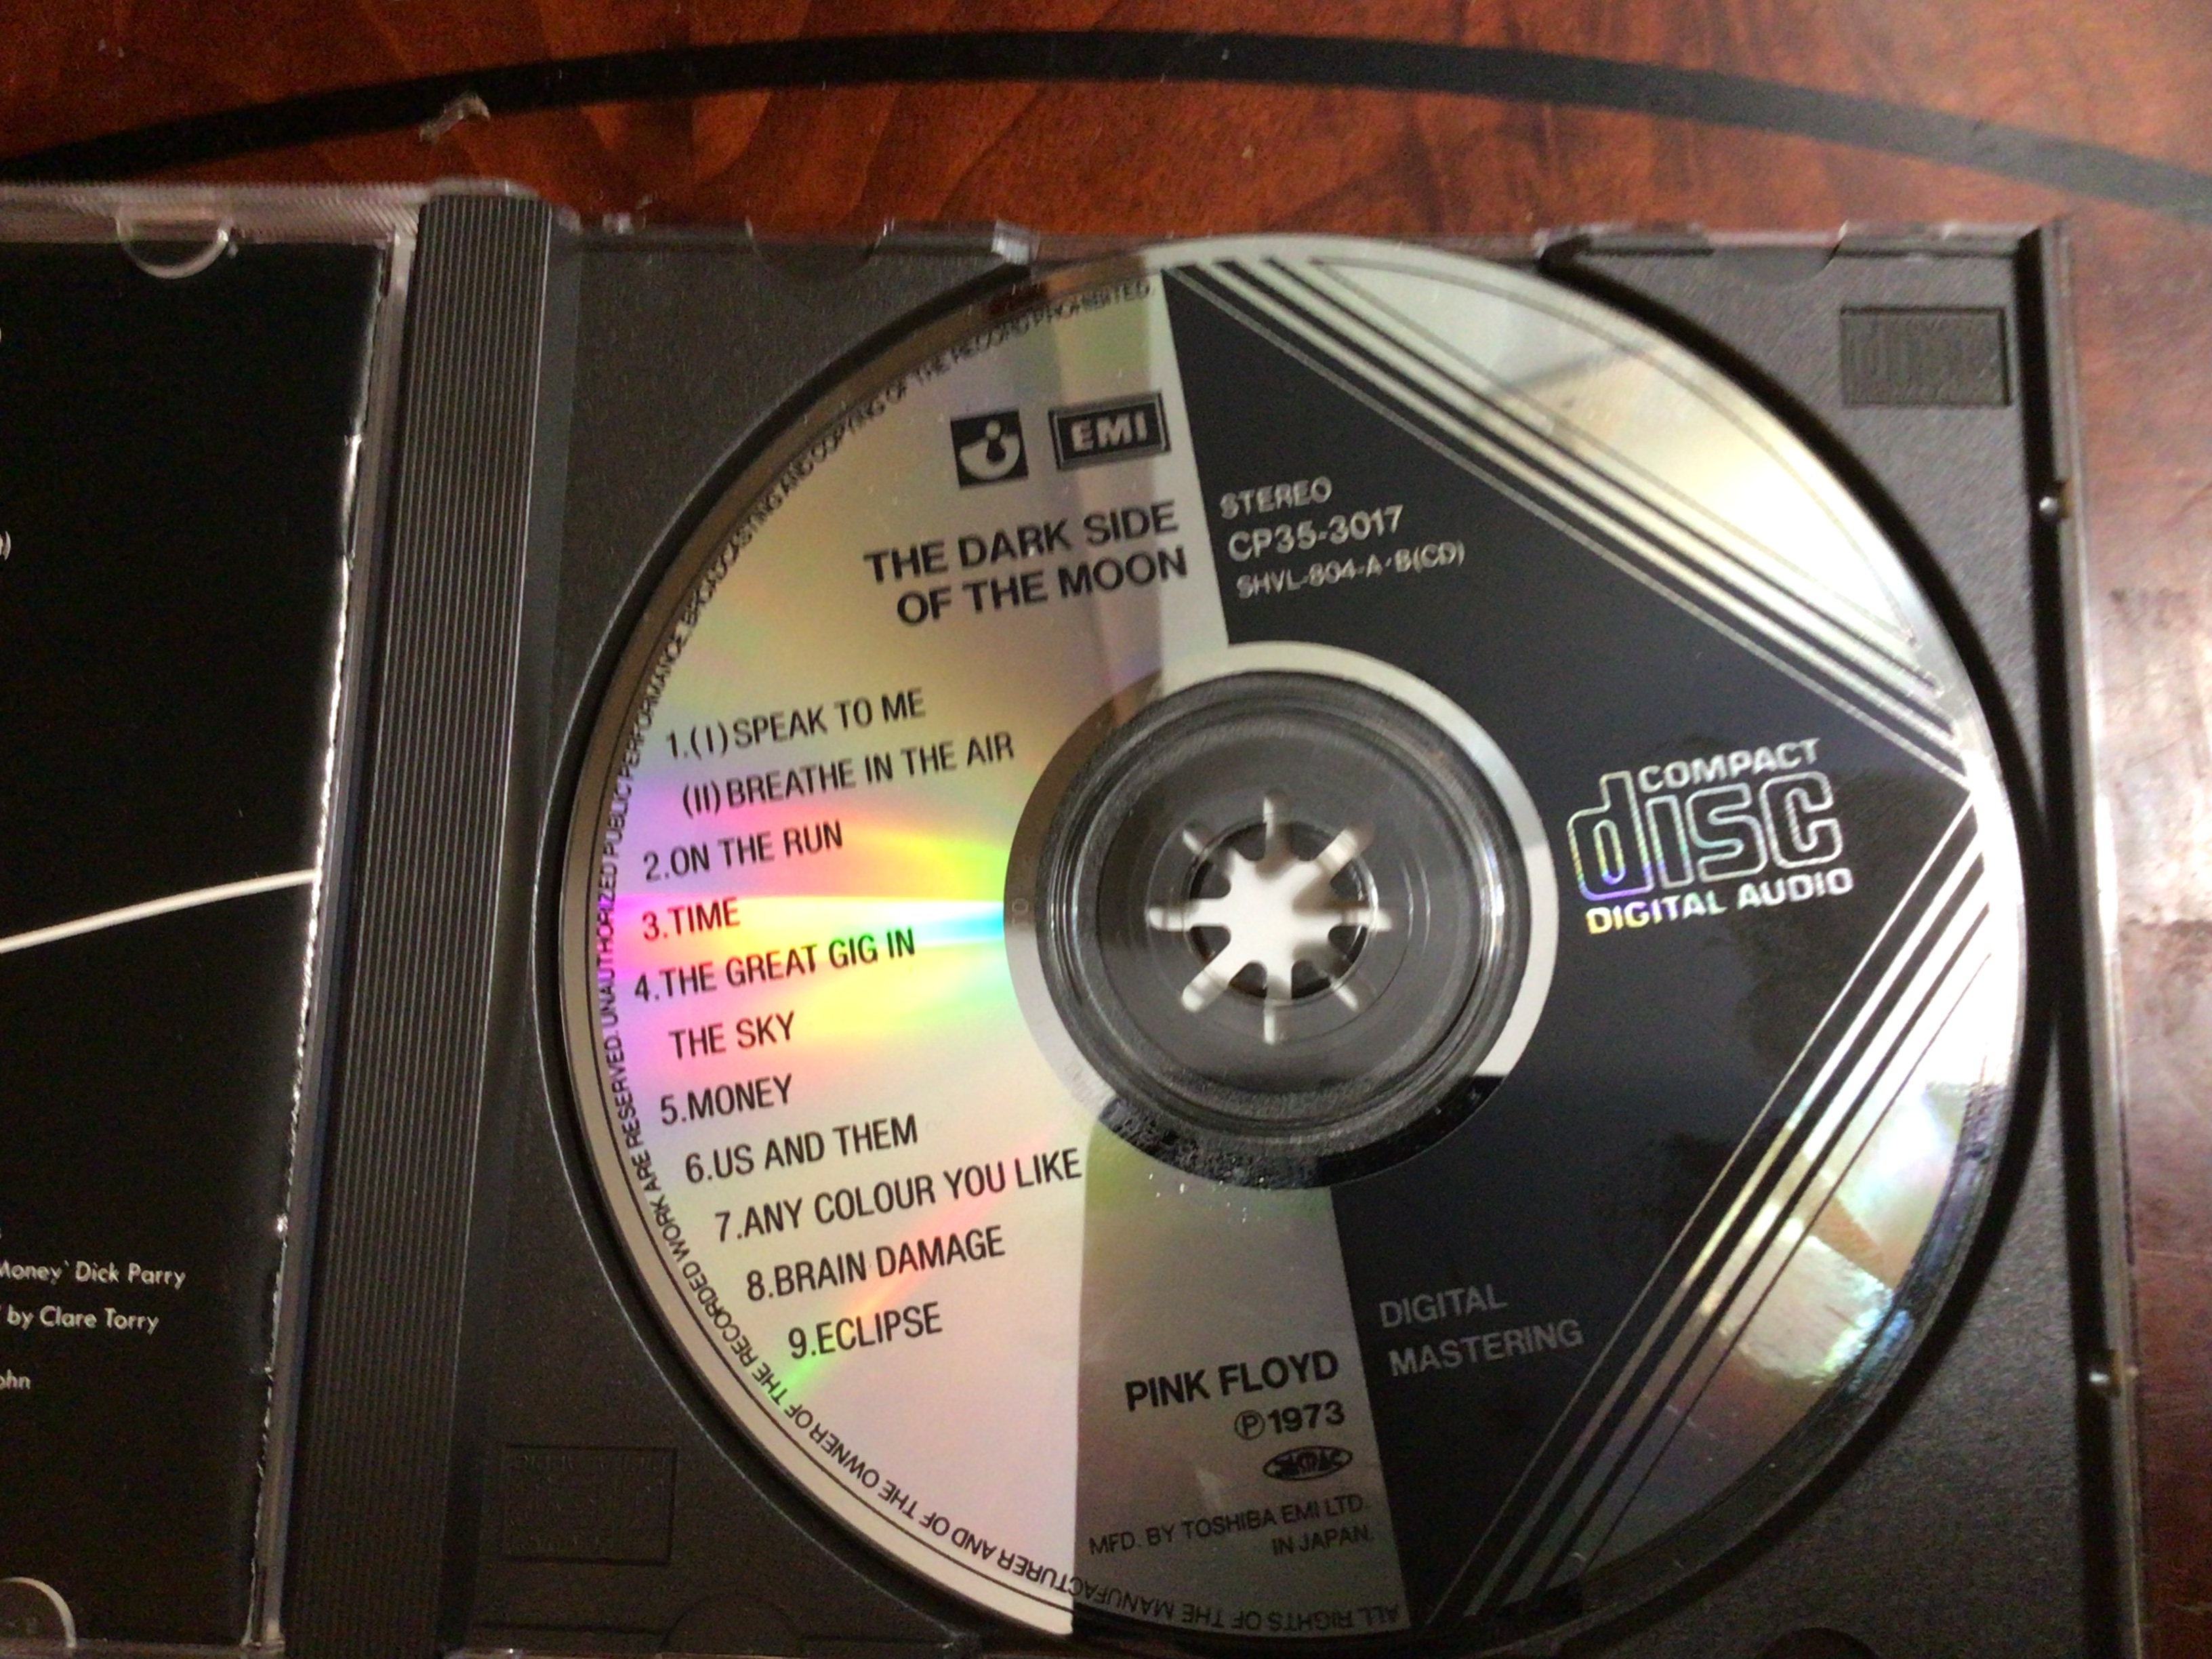 Money' Dick Parry
by Clare Torry
ohn
EMI
THE DARK SIDE
OF THE MOON
STEREO
CP35-3017
SHVL-804-A·B(CD)
1.(I)SPEAK TO ME
(II)BREATHE IN THE AIR
2.ON THE RUN
3.TIME
4.THE GREAT GIG IN
THE SKY
5.MONEY
6.US AND THEM
7.ANY COLOUR YOU LIKE
8.BRAIN DAMAGE
9.ECLIPSE
COMPACT
disc
DIGITAL AUDIO
DIGITAL
MASTERING
PINK FLOYD
Ⓟ1973
MFD. BY TOSHIBA EMI LTD.
IN JAPAN.
ALL RIGHTS OF THE MANUFACTURER AND OF THE OWNER OF THE RECORDED WORK ARE RESERVED. UNAUTHORIZED PUBLIC PERFORMANCE, BROADCASTING AND COPYING OF THE RECORD PROHIBITED.